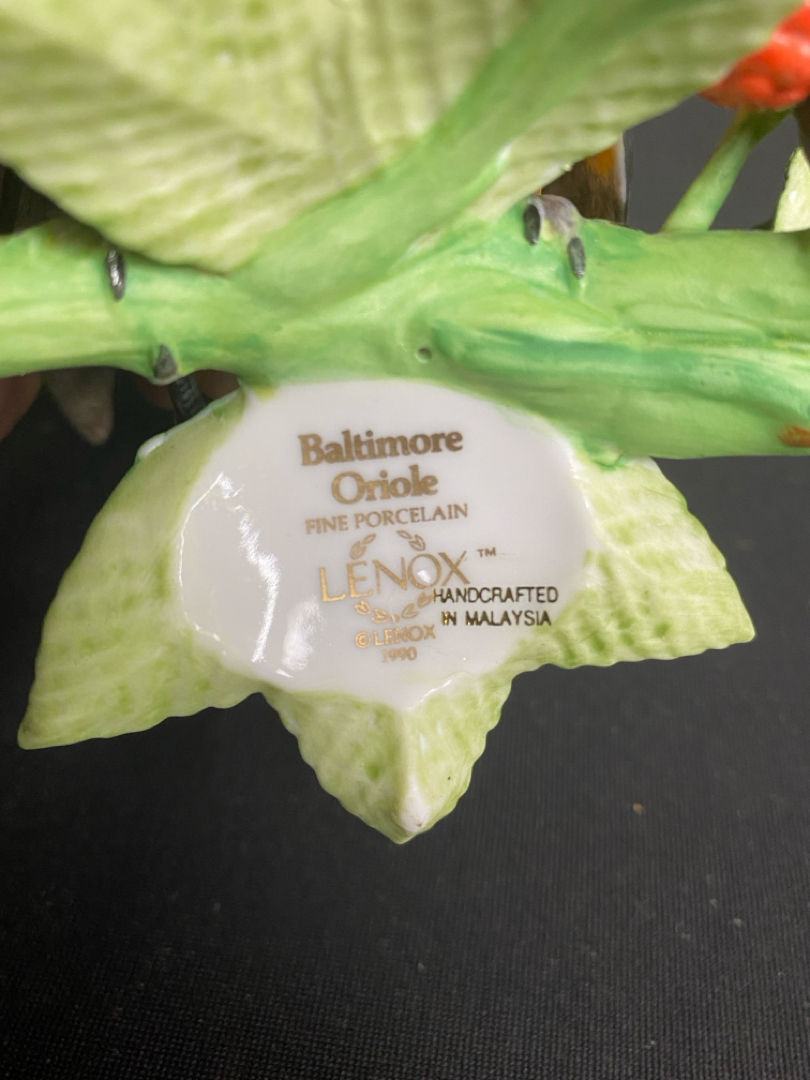 Baltimore
Oriole
FINE PORCELAIN
LENOX™
HANDCRAFTED
IN MALAYSIA
©LENOX
1990